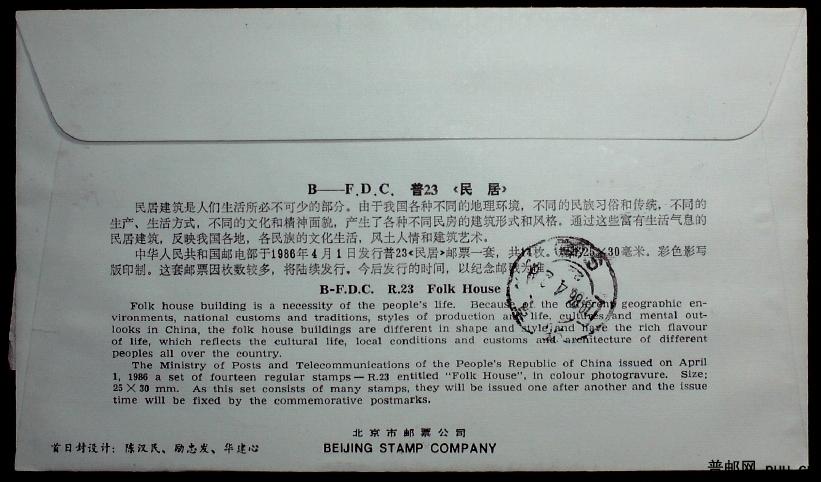 B——F.D.C. 普23 《民 居》
民居建筑是人们生活所必不可少的部分。由于我国各种不同的地理环境，不同的民族习俗和传统，不同的
生产、生活方式，不同的文化和精神面貌，产生了各种不同民房的建筑形式和风格。通过这些富有生活气息的
民居建筑，反映我国各地，各民族的文化生活，风土人情和建筑艺术。
中华人民共和国邮电部于1986年4月1日发行普23《民居》邮票一套，共14枚。规格25×30毫米。彩色影写
版印制。这套邮票因枚数较多，将陆续发行。今后发行的时间，以纪念邮戳为准。
B-F.D.C. R.23 Folk House
Folk house building is a necessity of the people's life. Because of the different geographic en-
vironments, national customs and traditions, styles of production and life, cultures and mental out-
looks in China, the folk house buildings are different in shape and style and have the rich flavour
of life, which reflects the cultural life, local conditions and customs and architecture of different
peoples all over the country.
The Ministry of Posts and Telecommunications of the People's Republic of China issued on April
1, 1986 a set of fourteen regular stamps—R.23 entitled "Folk House", in colour photogravure. Size:
25×30 mm. As this set consists of many stamps, they will be issued one after another and the issue
time will be fixed by the commemorative postmarks.
北京市邮票公司
首日封设计：陈汉民、励忠发、华建心 BEIJING STAMP COMPANY
普邮网